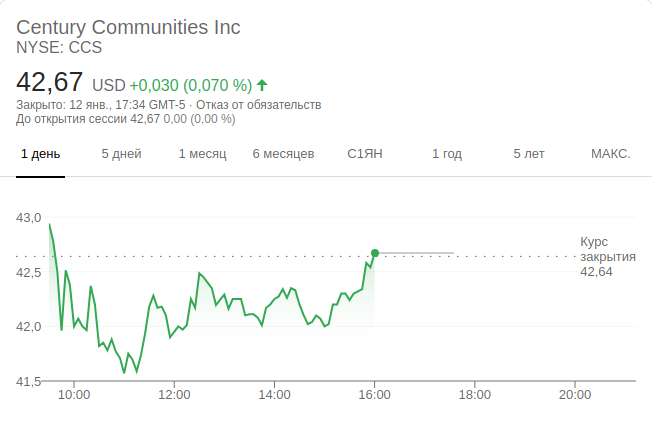 Century Communities Inc
NYSE: CCS
42,67 USD +0,030 (0,070 %)
Закрыто: 12 янв., 17:34 GMT-5 · Отказ от обязательств
До открытия сессии 42,67 0,00 (0,00 %)
1 день 5 дней 1 месяц 6 месяцев С1ЯН 1 год 5 лет МАКС.
43,0
Курс
закрытия
42,64
42,5
42,0
41,5
10:00 12:00 14:00 16:00 18:00 20:00